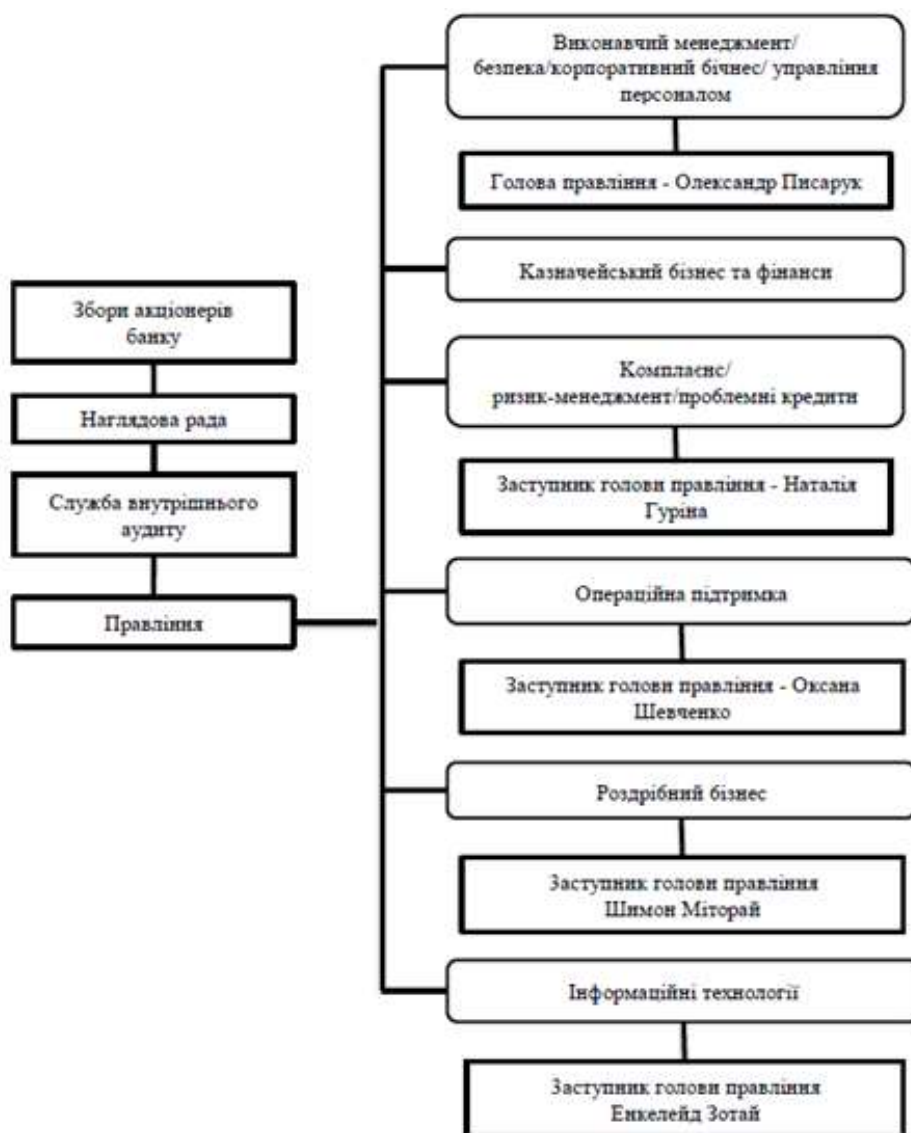 Збори акціонерів
банку
Наглядова рада
Служба внутрішнього
аудиту
Правління
Виконавчий менеджмент/
безпека/корпоративний бічнес/ управління
персоналом
Голова правління - Олександр Писарук
Казначейський бізнес та фінанси
Комплаєнс/
ризик-менеджмент/проблемні кредити
Заступник голови правління - Наталія
Гуріна
Операційна підтримка
Заступник голови правління - Оксана
Шевченко
Роздрібний бізнес
Заступник голови правління
Шимон Міторай
Інформаційні технології
Заступник голови правління
Енкелейд Зотай